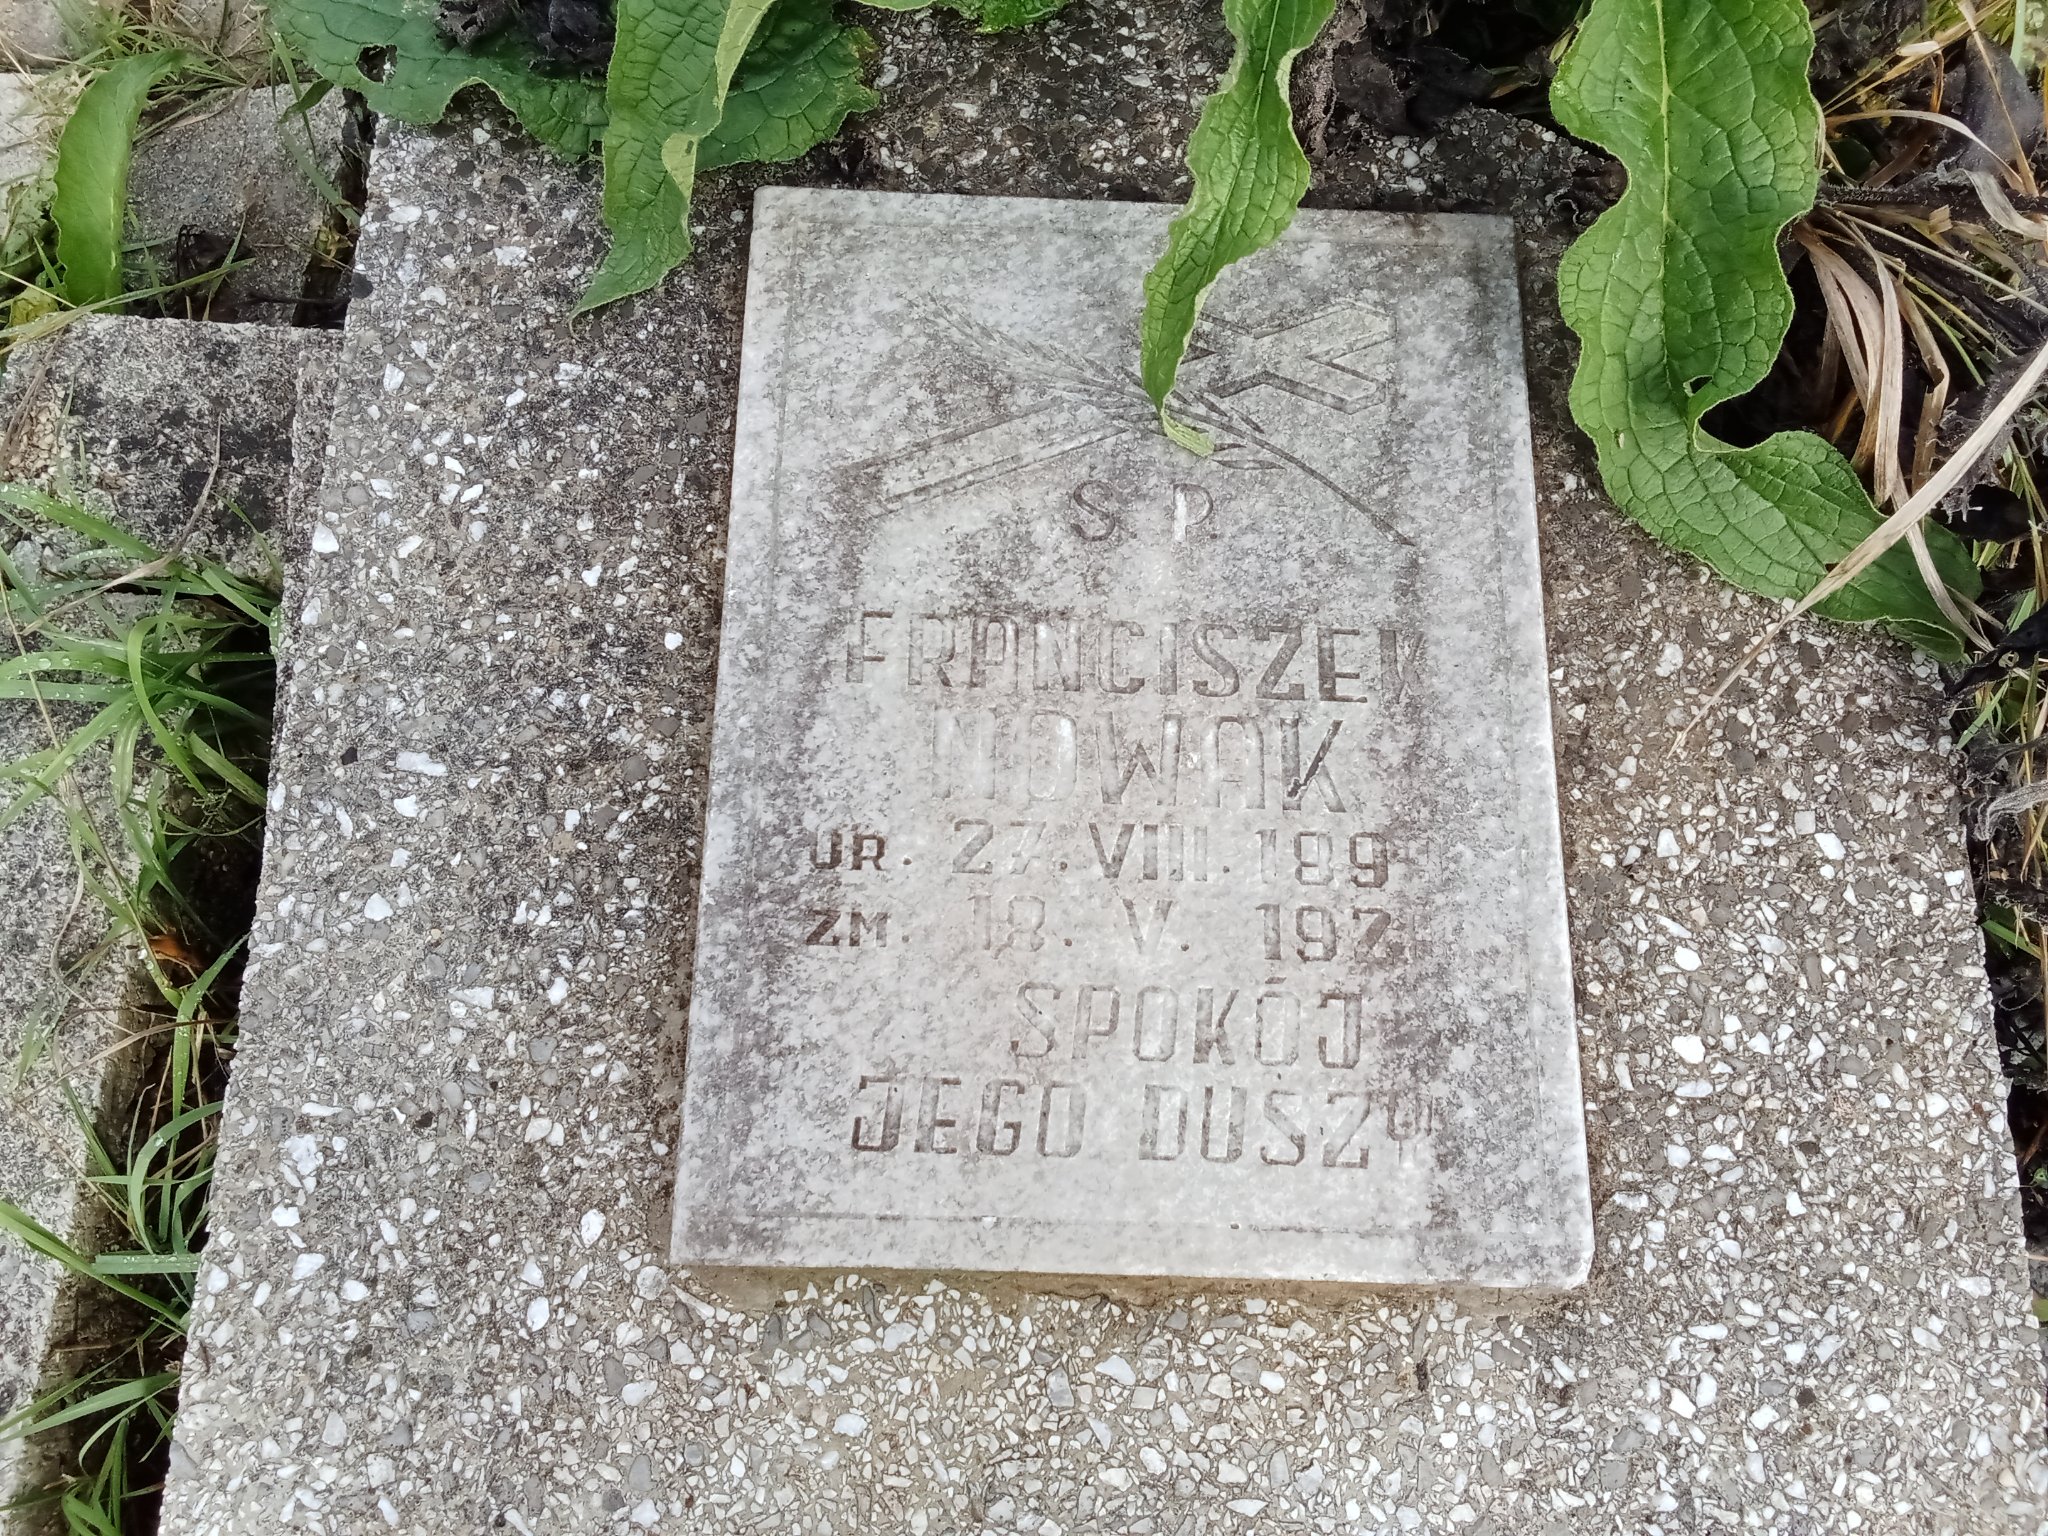 S. P.
FRANCISZEK
NOWAK
UR. 27. VIII. 189
ZM. 18. V. 197
SPOKÓJ
JEGO DUSZY